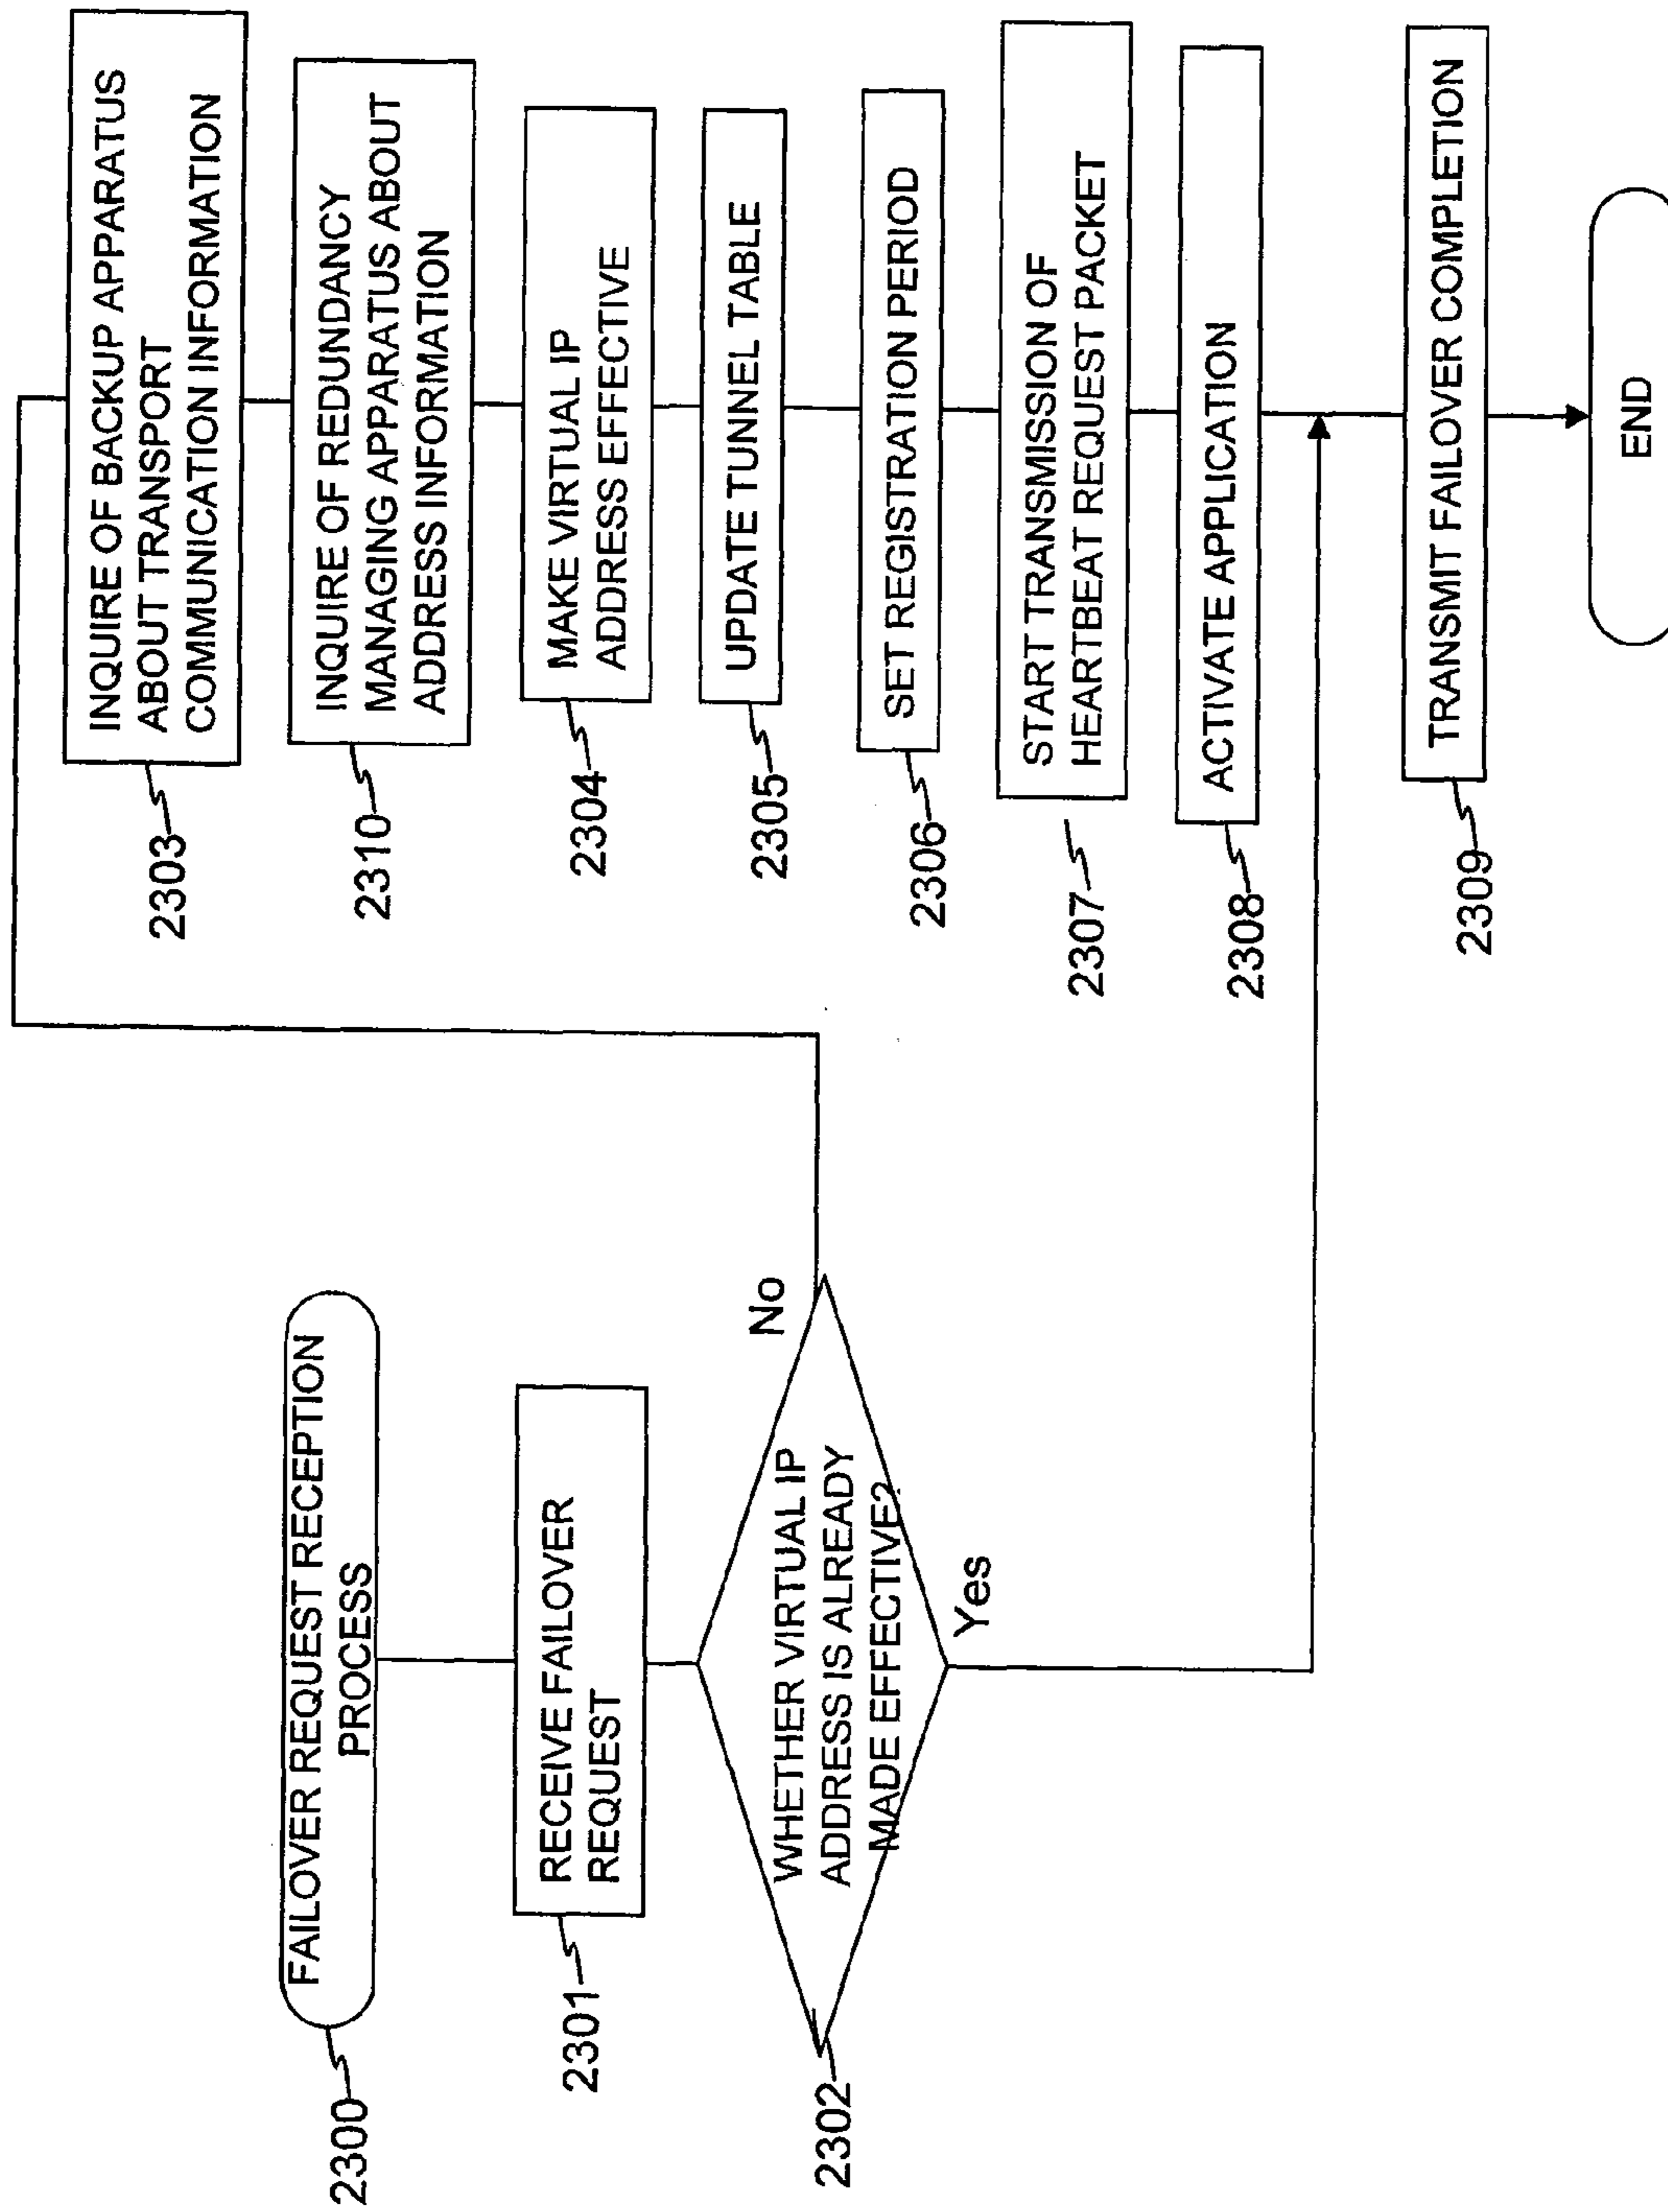 FAILOVER REQUEST RECEPTION
PROCESS
2300
RECEIVE FAILOVER
REQUEST
2301
WHETHER VIRTUAL IP
ADDRESS IS ALREADY
MADE EFFECTIVE?
2302
No
Yes
INQUIRE OF BACKUP APPARATUS
ABOUT TRANSPORT
COMMUNICATION INFORMATION
2303
INQUIRE OF REDUNDANCY
MANAGING APPARATUS ABOUT
ADDRESS INFORMATION
2310
MAKE VIRTUAL IP
ADDRESS EFFECTIVE
2304
UPDATE TUNNEL TABLE
2305
SET REGISTRATION PERIOD
2306
START TRANSMISSION OF
HEARTBEAT REQUEST PACKET
2307
ACTIVATE APPLICATION
2308
TRANSMIT FAILOVER COMPLETION
2309
END